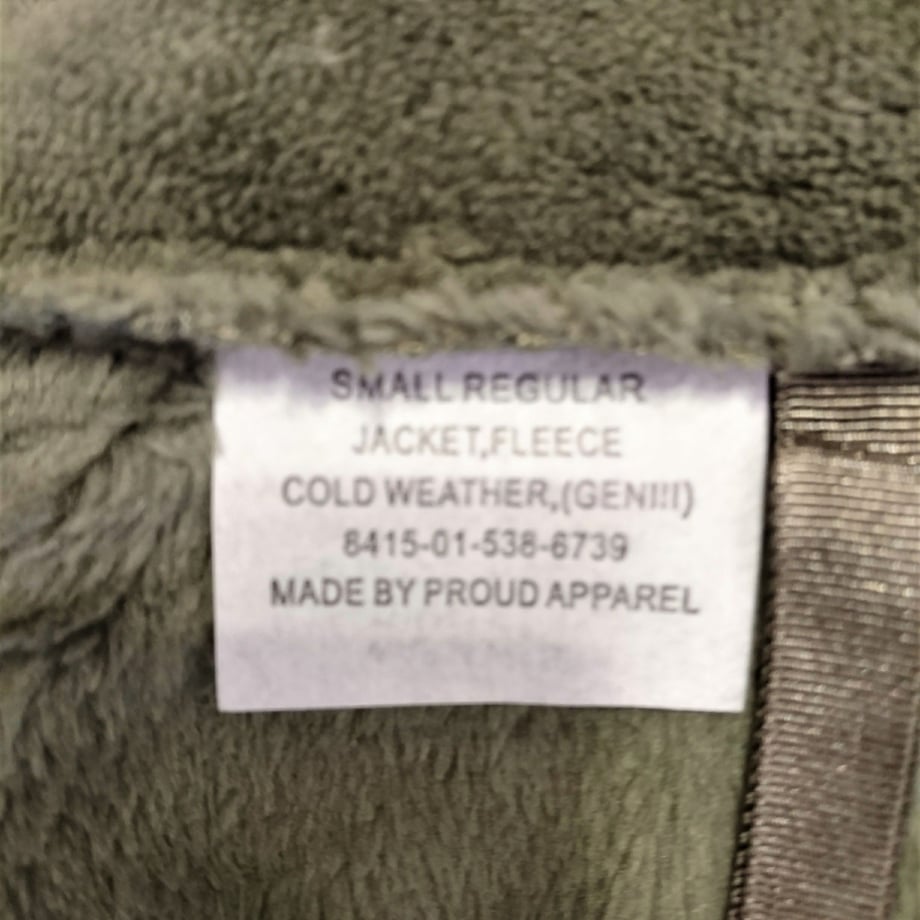 SMALL REGULAR
JACKET,FLEECE
COLD WEATHER,(GENIII)
8415-01-538-6739
MADE BY PROUD APPAREL